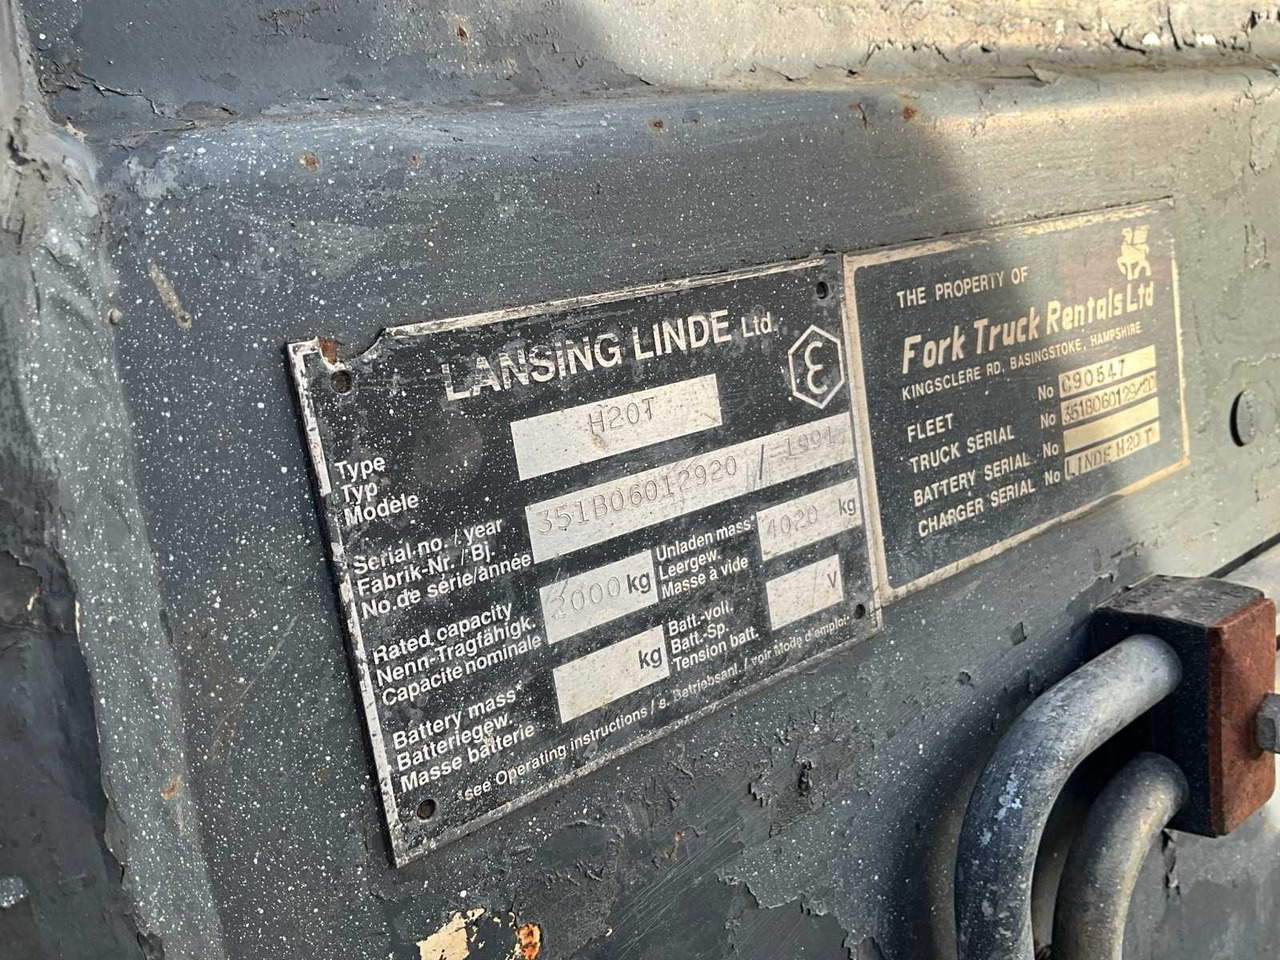 LANSING LINDE Ltd.
Type
Typ
Modèle
H20T
Serial no. / year
Fabrik-Nr. / Bj.
No. de série/année
351B06012920 / 1991
Rated capacity
Nenn-Tragfähigk.
Capacité nominale
2000 kg
Unladen mass*
Leergew.
Masse à vide
4020 kg
Battery mass*
Batteriegew.
Masse batterie
kg
Batt.-volt.
Batt.-Sp.
Tension batt.
V
*see Operating instructions / s. Betriebsanl. / voir Mode d'emploi
THE PROPERTY OF
Fork Truck Rentals Ltd
KINGSCLERE RD, BASINGSTOKE, HAMPSHIRE
FLEET No C90547
TRUCK SERIAL No 351B060129/20
BATTERY SERIAL No
CHARGER SERIAL No LINDE H20 T